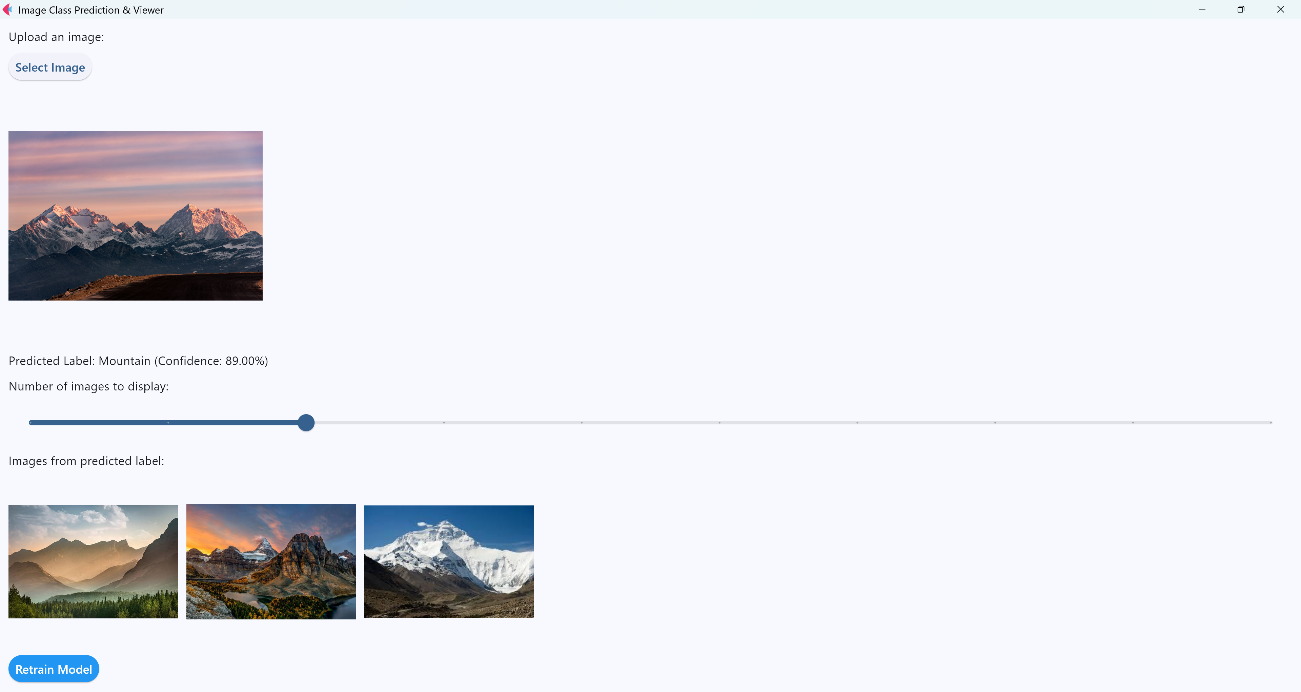 Image Class Prediction & Viewer
Upload an image:
Select Image
Predicted Label: Mountain (Confidence: 89.00%)
Number of images to display:
Images from predicted label:
Retrain Model